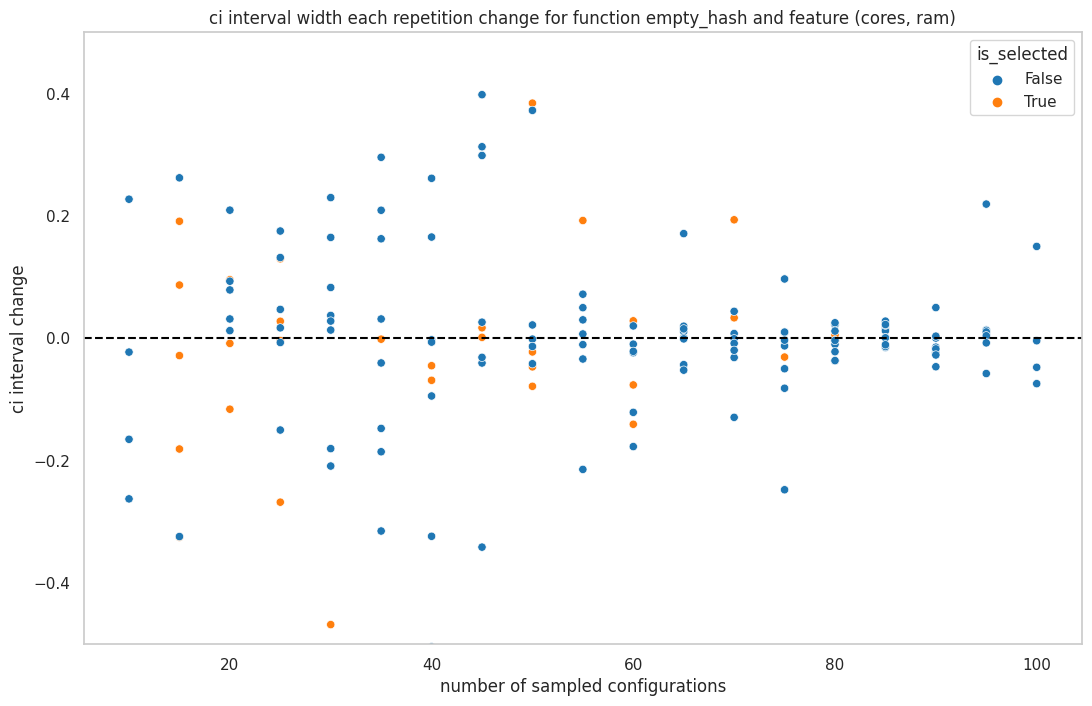 ci interval width each repetition change for function empty_hash and feature (cores, ram)
is_selected
False
True
ci interval change
0.4
0.2
0.0
−0.2
−0.4
20
40
60
80
100
number of sampled configurations